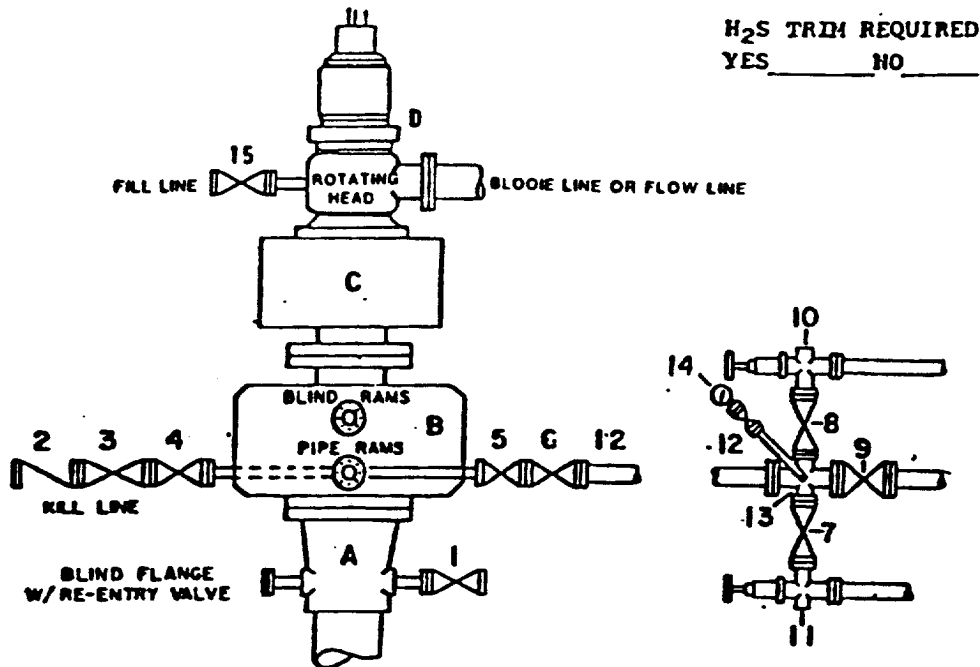 H₂S TRIM REQUIRED
YES______NO______
D
15
FILL LINE
ROTATING
HEAD
BLOOIE LINE OR FLOW LINE
C
10
14
BLIND RAMS
B
8
PIPE RAMS
2 3 4
5 6 12
12
9
KILL LINE
13
7
A
1
BLIND FLANGE
W/ RE-ENTRY VALVE
11